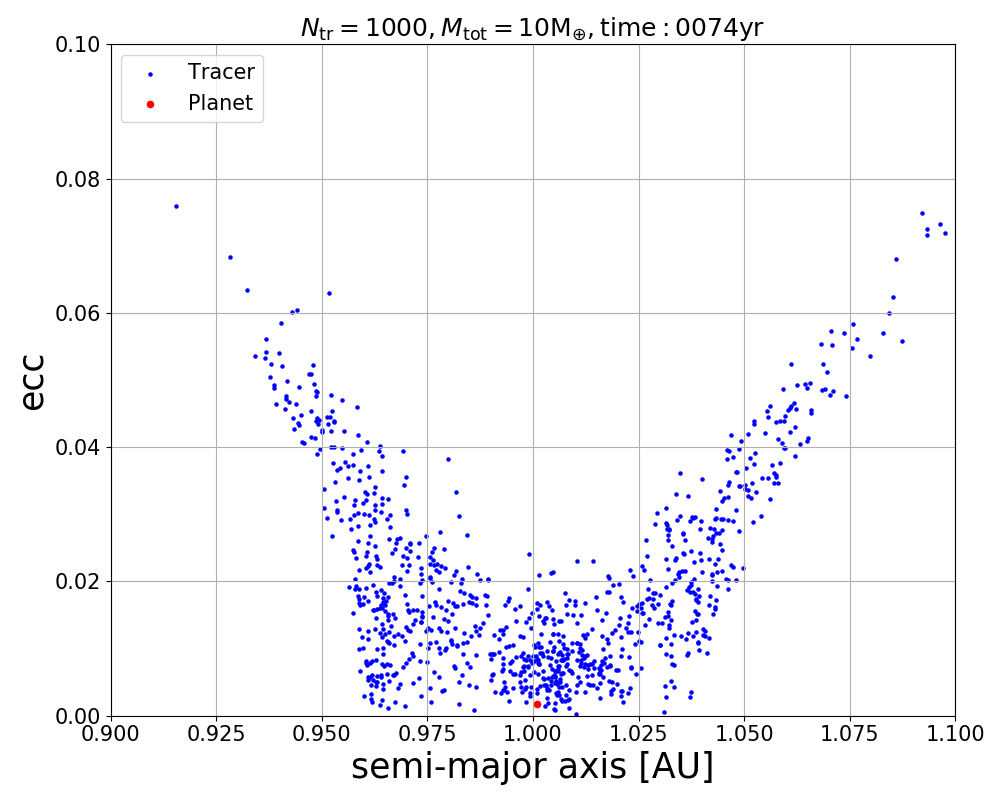 N_tr = 1000, M_tot = 10M_⊕, time : 0074yr
Tracer
Planet
0.10
0.08
0.06
0.04
0.02
0.00
ecc
0.900 0.925 0.950 0.975 1.000 1.025 1.050 1.075 1.100
semi-major axis [AU]